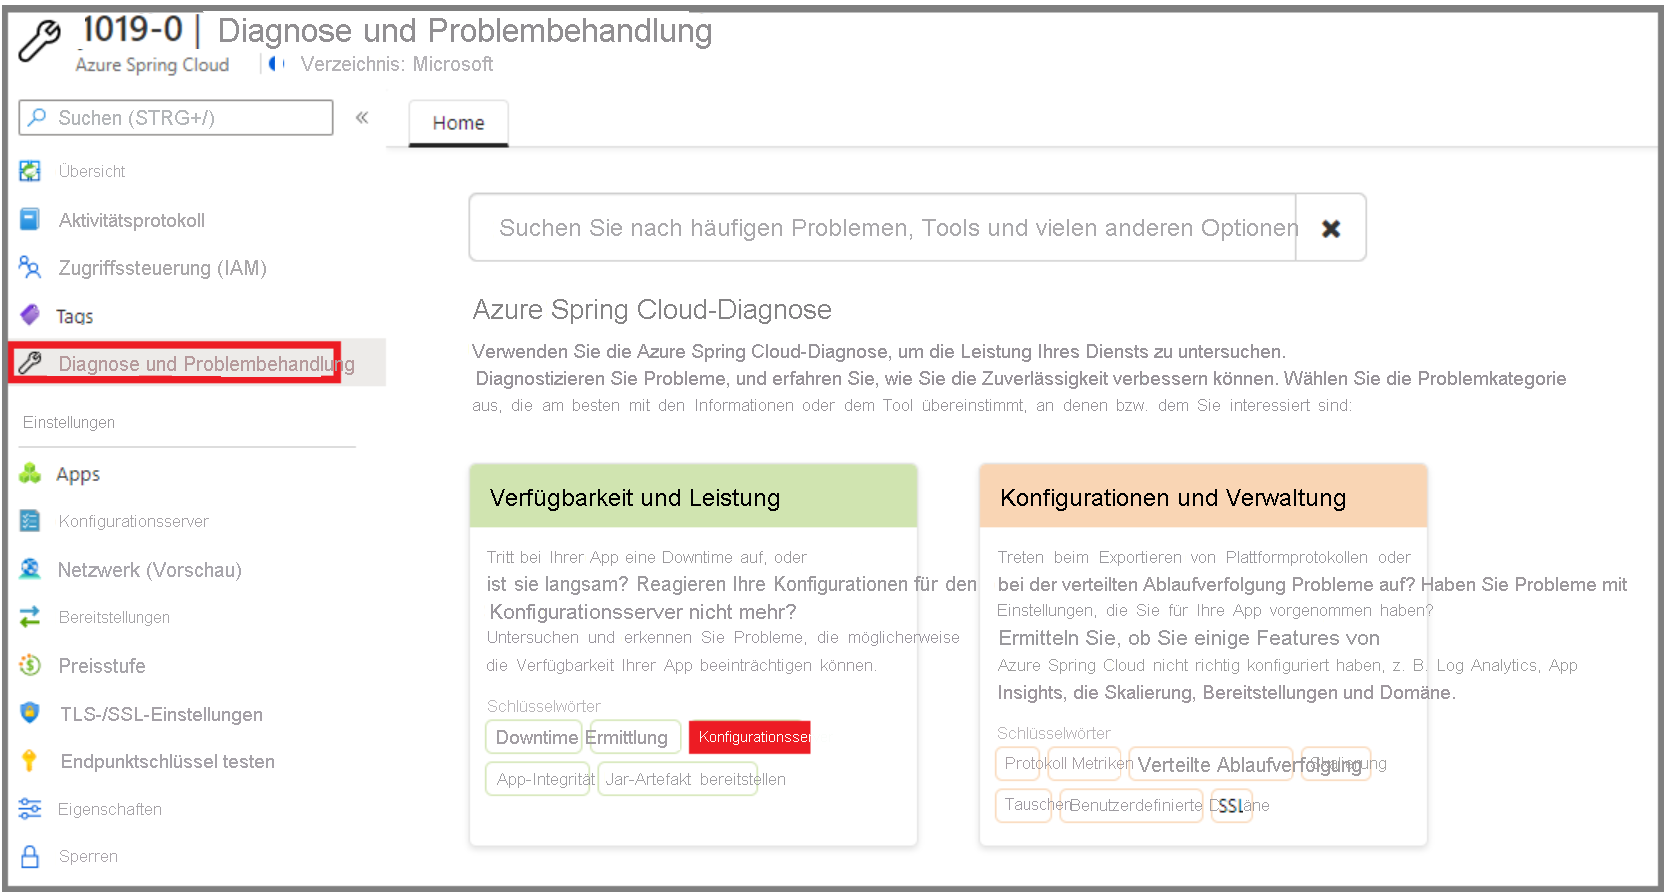 1019-0 | Diagnose und Problembehandlung
Azure Spring Cloud Verzeichnis: Microsoft
Suchen (STRG+/) «
Home
Übersicht
Aktivitätsprotokoll
Zugriffssteuerung (IAM)
Tags
Diagnose und Problembehandlung
Einstellungen
Apps
Konfigurationsserver
Netzwerk (Vorschau)
Bereitstellungen
Preisstufe
TLS-/SSL-Einstellungen
Endpunktschlüssel testen
Eigenschaften
Sperren
Suchen Sie nach häufigen Problemen, Tools und vielen anderen Optionen
Azure Spring Cloud-Diagnose
Verwenden Sie die Azure Spring Cloud-Diagnose, um die Leistung Ihres Diensts zu untersuchen.
Diagnostizieren Sie Probleme, und erfahren Sie, wie Sie die Zuverlässigkeit verbessern können. Wählen Sie die Problemkategorie
aus, die am besten mit den Informationen oder dem Tool übereinstimmt, an denen bzw. dem Sie interessiert sind:
Verfügbarkeit und Leistung
Tritt bei Ihrer App eine Downtime auf, oder
ist sie langsam? Reagieren Ihre Konfigurationen für den
Konfigurationsserver nicht mehr?
Untersuchen und erkennen Sie Probleme, die möglicherweise
die Verfügbarkeit Ihrer App beeinträchtigen können.
Schlüsselwörter
Downtime Ermittlung Konfigurationsser
App-Integrität Jar-Artefakt bereitstellen
Konfigurationen und Verwaltung
Treten beim Exportieren von Plattformprotokollen oder
bei der verteilten Ablaufverfolgung Probleme auf? Haben Sie Probleme mit
Einstellungen, die Sie für Ihre App vorgenommen haben?
Ermitteln Sie, ob Sie einige Features von
Azure Spring Cloud nicht richtig konfiguriert haben, z. B. Log Analytics, App
Insights, die Skalierung, Bereitstellungen und Domäne.
Schlüsselwörter
Protokoll Metriken Verteilte Ablaufverfolgung Skalierung
Tauschen Benutzerdefinierte Domäne SSL